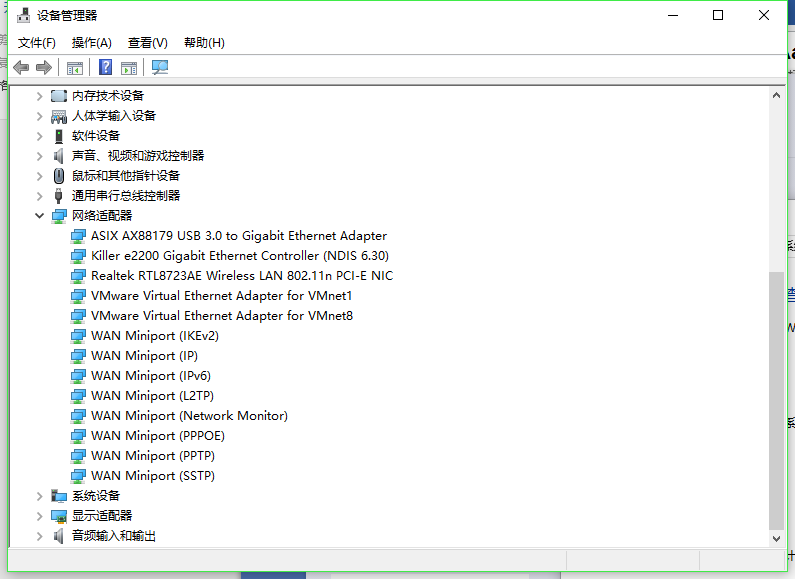 设备管理器
文件(F) 操作(A) 查看(V) 帮助(H)
内存技术设备
人体学输入设备
软件设备
声音、视频和游戏控制器
鼠标和其他指针设备
通用串行总线控制器
网络适配器
ASIX AX88179 USB 3.0 to Gigabit Ethernet Adapter
Killer e2200 Gigabit Ethernet Controller (NDIS 6.30)
Realtek RTL8723AE Wireless LAN 802.11n PCI-E NIC
VMware Virtual Ethernet Adapter for VMnet1
VMware Virtual Ethernet Adapter for VMnet8
WAN Miniport (IKEv2)
WAN Miniport (IP)
WAN Miniport (IPv6)
WAN Miniport (L2TP)
WAN Miniport (Network Monitor)
WAN Miniport (PPPOE)
WAN Miniport (PPTP)
WAN Miniport (SSTP)
系统设备
显示适配器
音频输入和输出